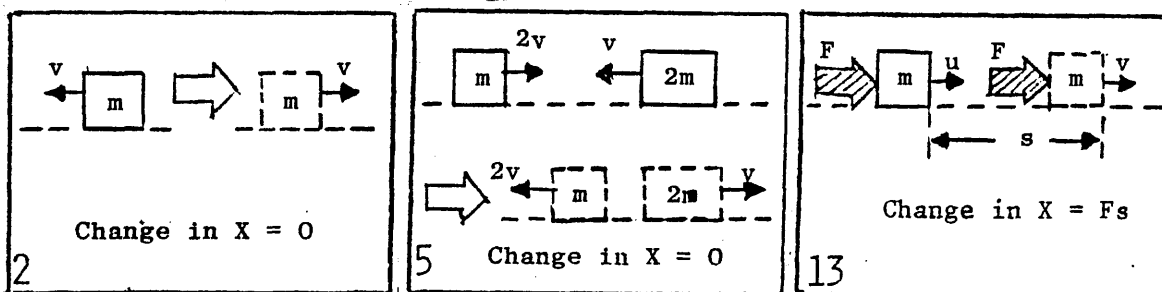 v m m v
Change in X = 0
2
m 2v v 2m
2v m 2m v
Change in X = 0
5
F m u F m v
s
Change in X = Fs
13